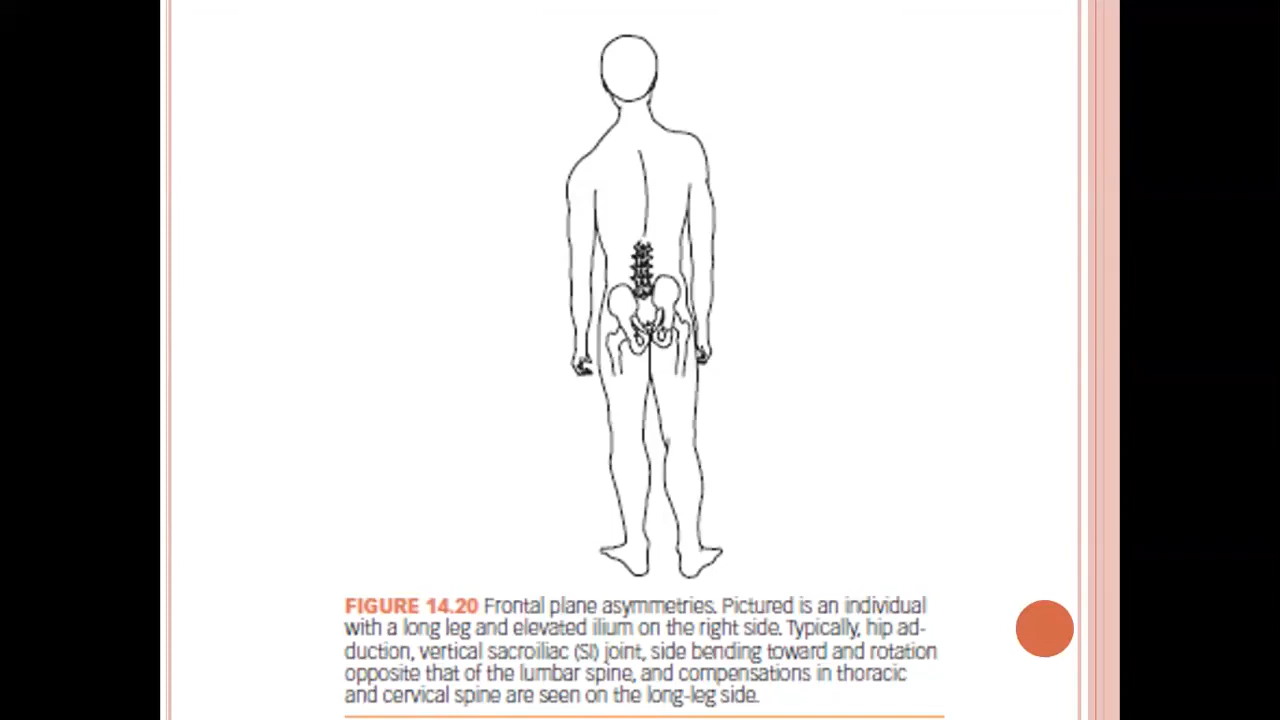 FIGURE 14.20 Frontal plane asymmetries. Pictured is an individual
with a long leg and elevated ilium on the right side. Typically, hip ad-
duction, vertical sacroiliac (SI) joint, side bending toward and rotation
opposite that of the lumbar spine, and compensations in thoracic
and cervical spine are seen on the long-leg side.